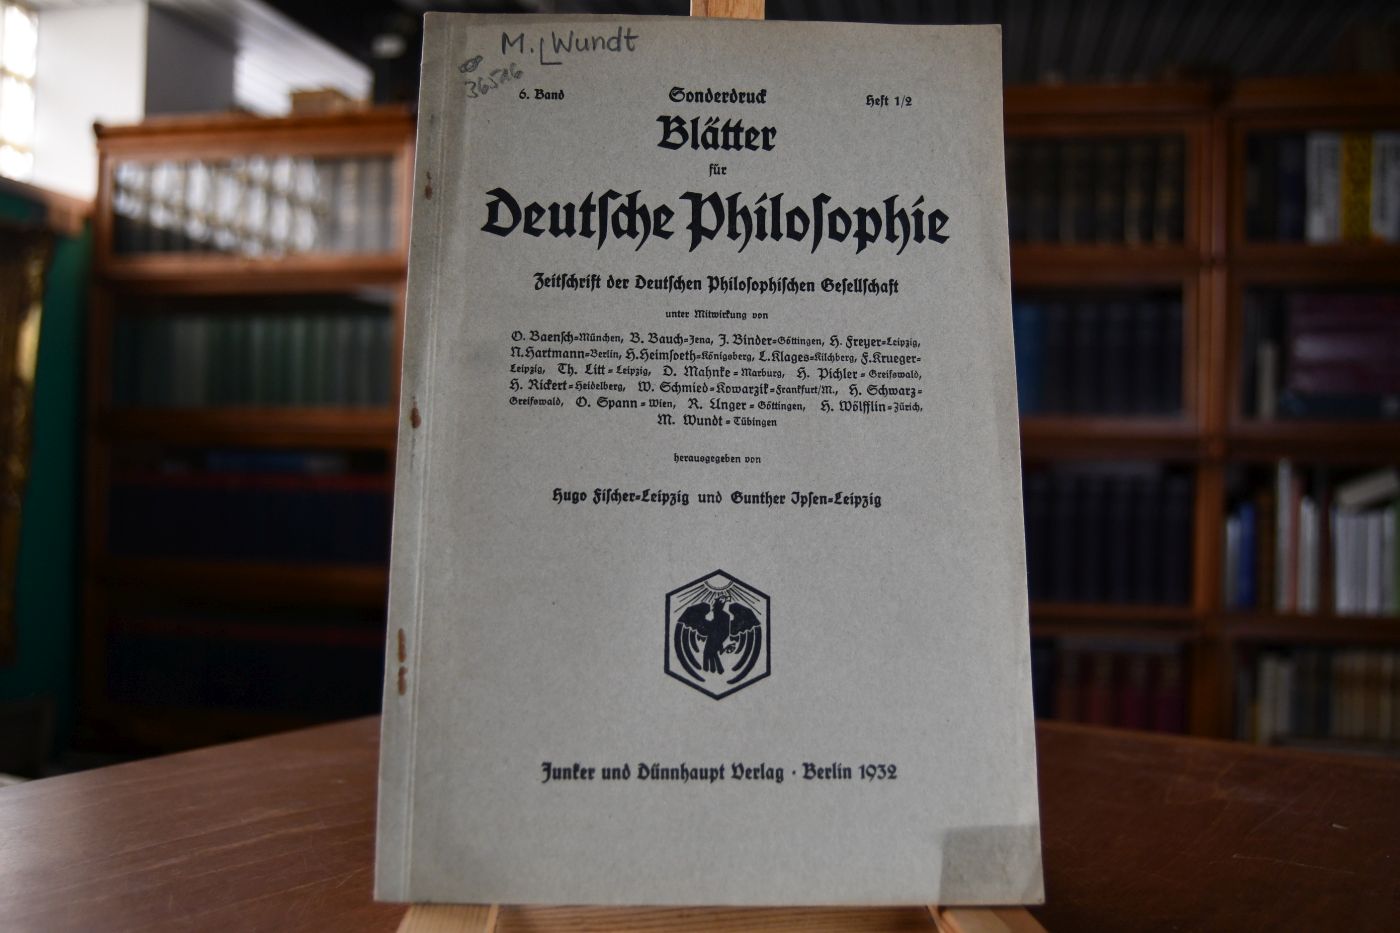 M. Wundt
36526
6. Band Sonderdruck Heft 1/2
Blätter
für
Deutsche Philosophie
Zeitschrift der Deutschen Philosophischen Gesellschaft
unter Mitwirkung von
O. Baensch=München, B. Bauch=Jena, J. Binder=Göttingen, H. Freyer=Leipzig,
N. Hartmann=Berlin, H. Heimsoeth=Königsberg, L. Klages=Kilchberg, F. Krueger=
Leipzig, Th. Litt=Leipzig, D. Mahnke=Marburg, H. Pichler=Greifswald,
H. Rickert=Heidelberg, W. Schmied=Kowarzik=Frankfurt/M., H. Schwarz=
Greifswald, O. Spann=Wien, R. Unger=Göttingen, H. Wölfflin=Zürich,
M. Wundt=Tübingen
herausgegeben von
Hugo Fischer=Leipzig und Gunther Ipsen=Leipzig
Junker und Dünnhaupt Verlag · Berlin 1932